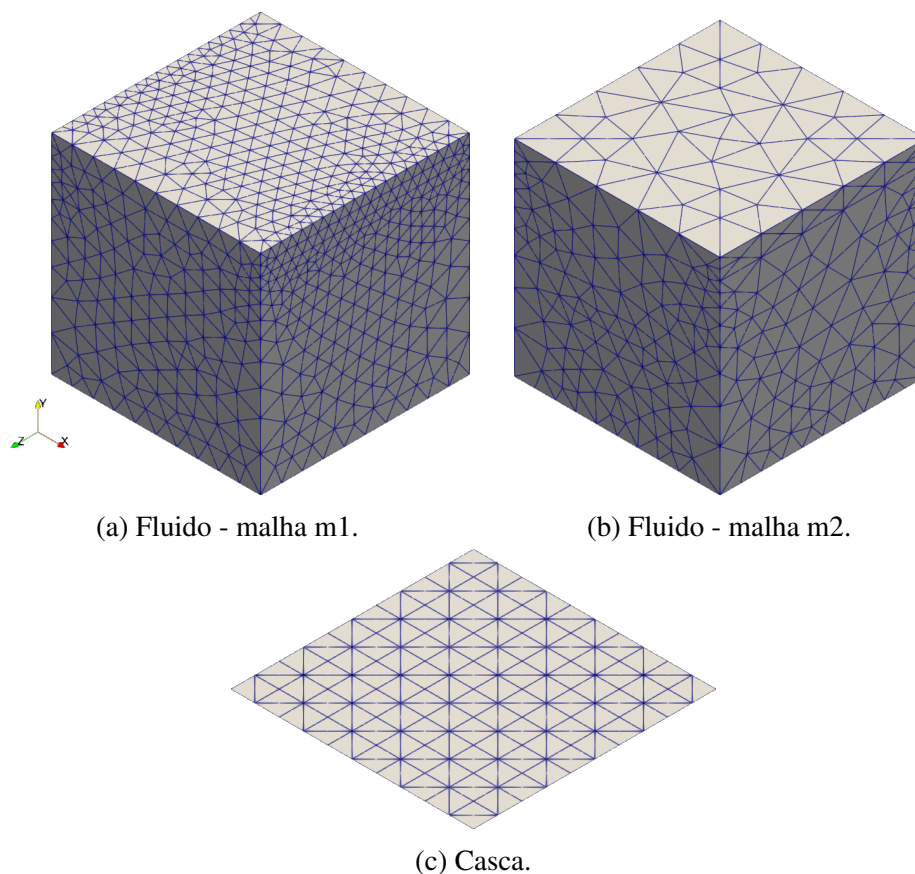 Y
Z
X
(a) Fluido - malha m1.
(b) Fluido - malha m2.
(c) Casca.